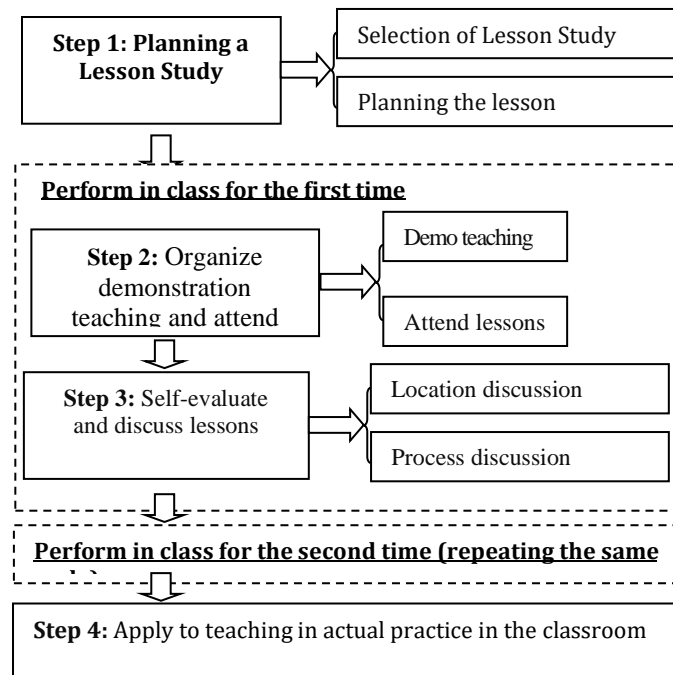 Step 1: Planning a
Lesson Study
Selection of Lesson Study
Planning the lesson
Perform in class for the first time
Step 2: Organize
demonstration
teaching and attend
Demo teaching
Attend lessons
Step 3: Self-evaluate
and discuss lessons
Location discussion
Process discussion
Perform in class for the second time (repeating the same
Step 4: Apply to teaching in actual practice in the classroom